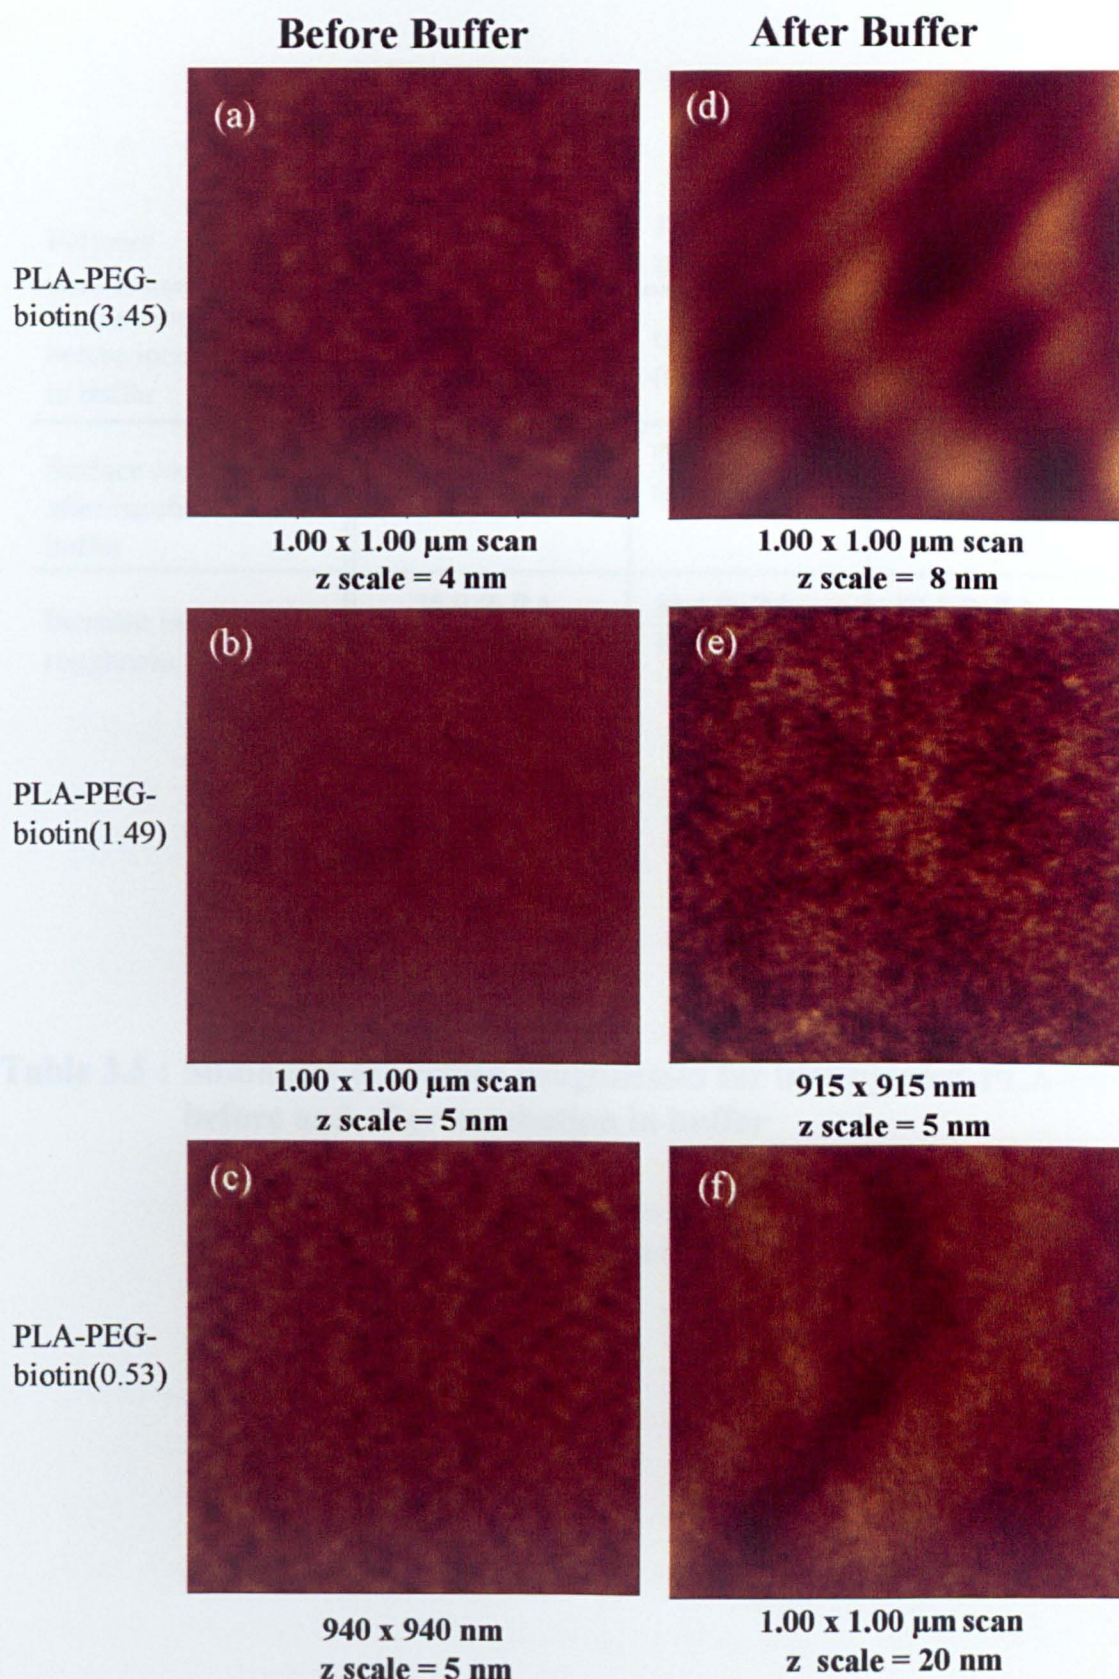 Before Buffer
After Buffer
(a)
(d)
PLA-PEG-
biotin(3.45)
1.00 x 1.00 μm scan
z scale = 4 nm
1.00 x 1.00 μm scan
z scale = 8 nm
(b)
(e)
PLA-PEG-
biotin(1.49)
1.00 x 1.00 μm scan
z scale = 5 nm
915 x 915 nm
z scale = 5 nm
Table 3.5
(c)
(f)
PLA-PEG-
biotin(0.53)
940 x 940 nm
z scale = 5 nm
1.00 x 1.00 μm scan
z scale = 20 nm